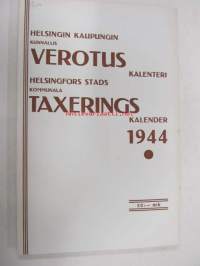 HELSINGIN KAUPUNGIN
KUNNALLIS
VEROTUS
KALENTERI
HELSINGFORS STADS
KOMMUNALA
TAXERINGS
KALENDER
1944